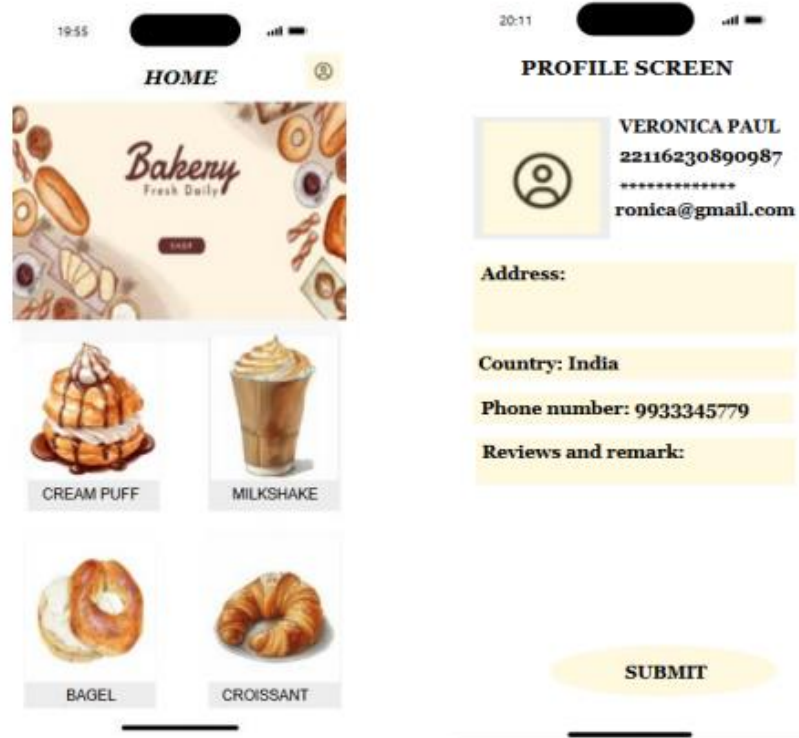 19:55
HOME
Bakery
Fresh Daily
SHOP
CREAM PUFF
MILKSHAKE
BAGEL
CROISSANT
20:11
PROFILE SCREEN
VERONICA PAUL
22116230890987
*************
ronica@gmail.com
Address:
Country: India
Phone number: 9933345779
Reviews and remark:
SUBMIT